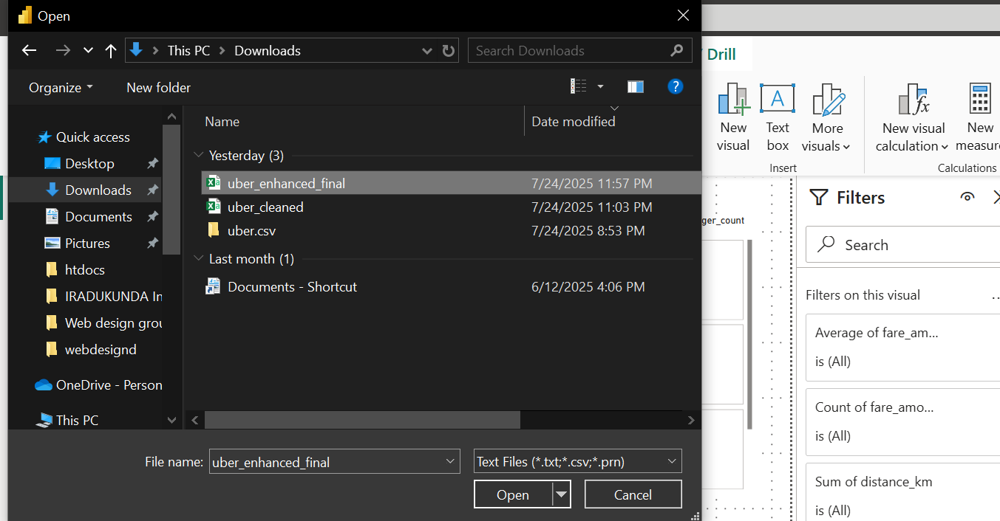 Open
This PC
Downloads
Search Downloads
Organize
New folder
?
Quick access
Desktop
Downloads
Documents
Pictures
htdocs
IRADUKUNDA In
Web design grou
webdesignd
OneDrive - Person
This PC
Name
Date modified
Yesterday (3)
uber_enhanced_final 7/24/2025 11:57 PM
uber_cleaned 7/24/2025 11:03 PM
uber.csv 7/24/2025 8:53 PM
Last month (1)
Documents - Shortcut 6/12/2025 4:06 PM
File name: uber_enhanced_final
Text Files (*.txt;*.csv;*.prn)
Open
Cancel
Drill
New visual
Text box
More visuals
Insert
New visual calculation
New measur
Calculations
ger_count
Filters
Search
Filters on this visual
Average of fare_am...
is (All)
Count of fare_amo...
is (All)
Sum of distance_km
is (All)